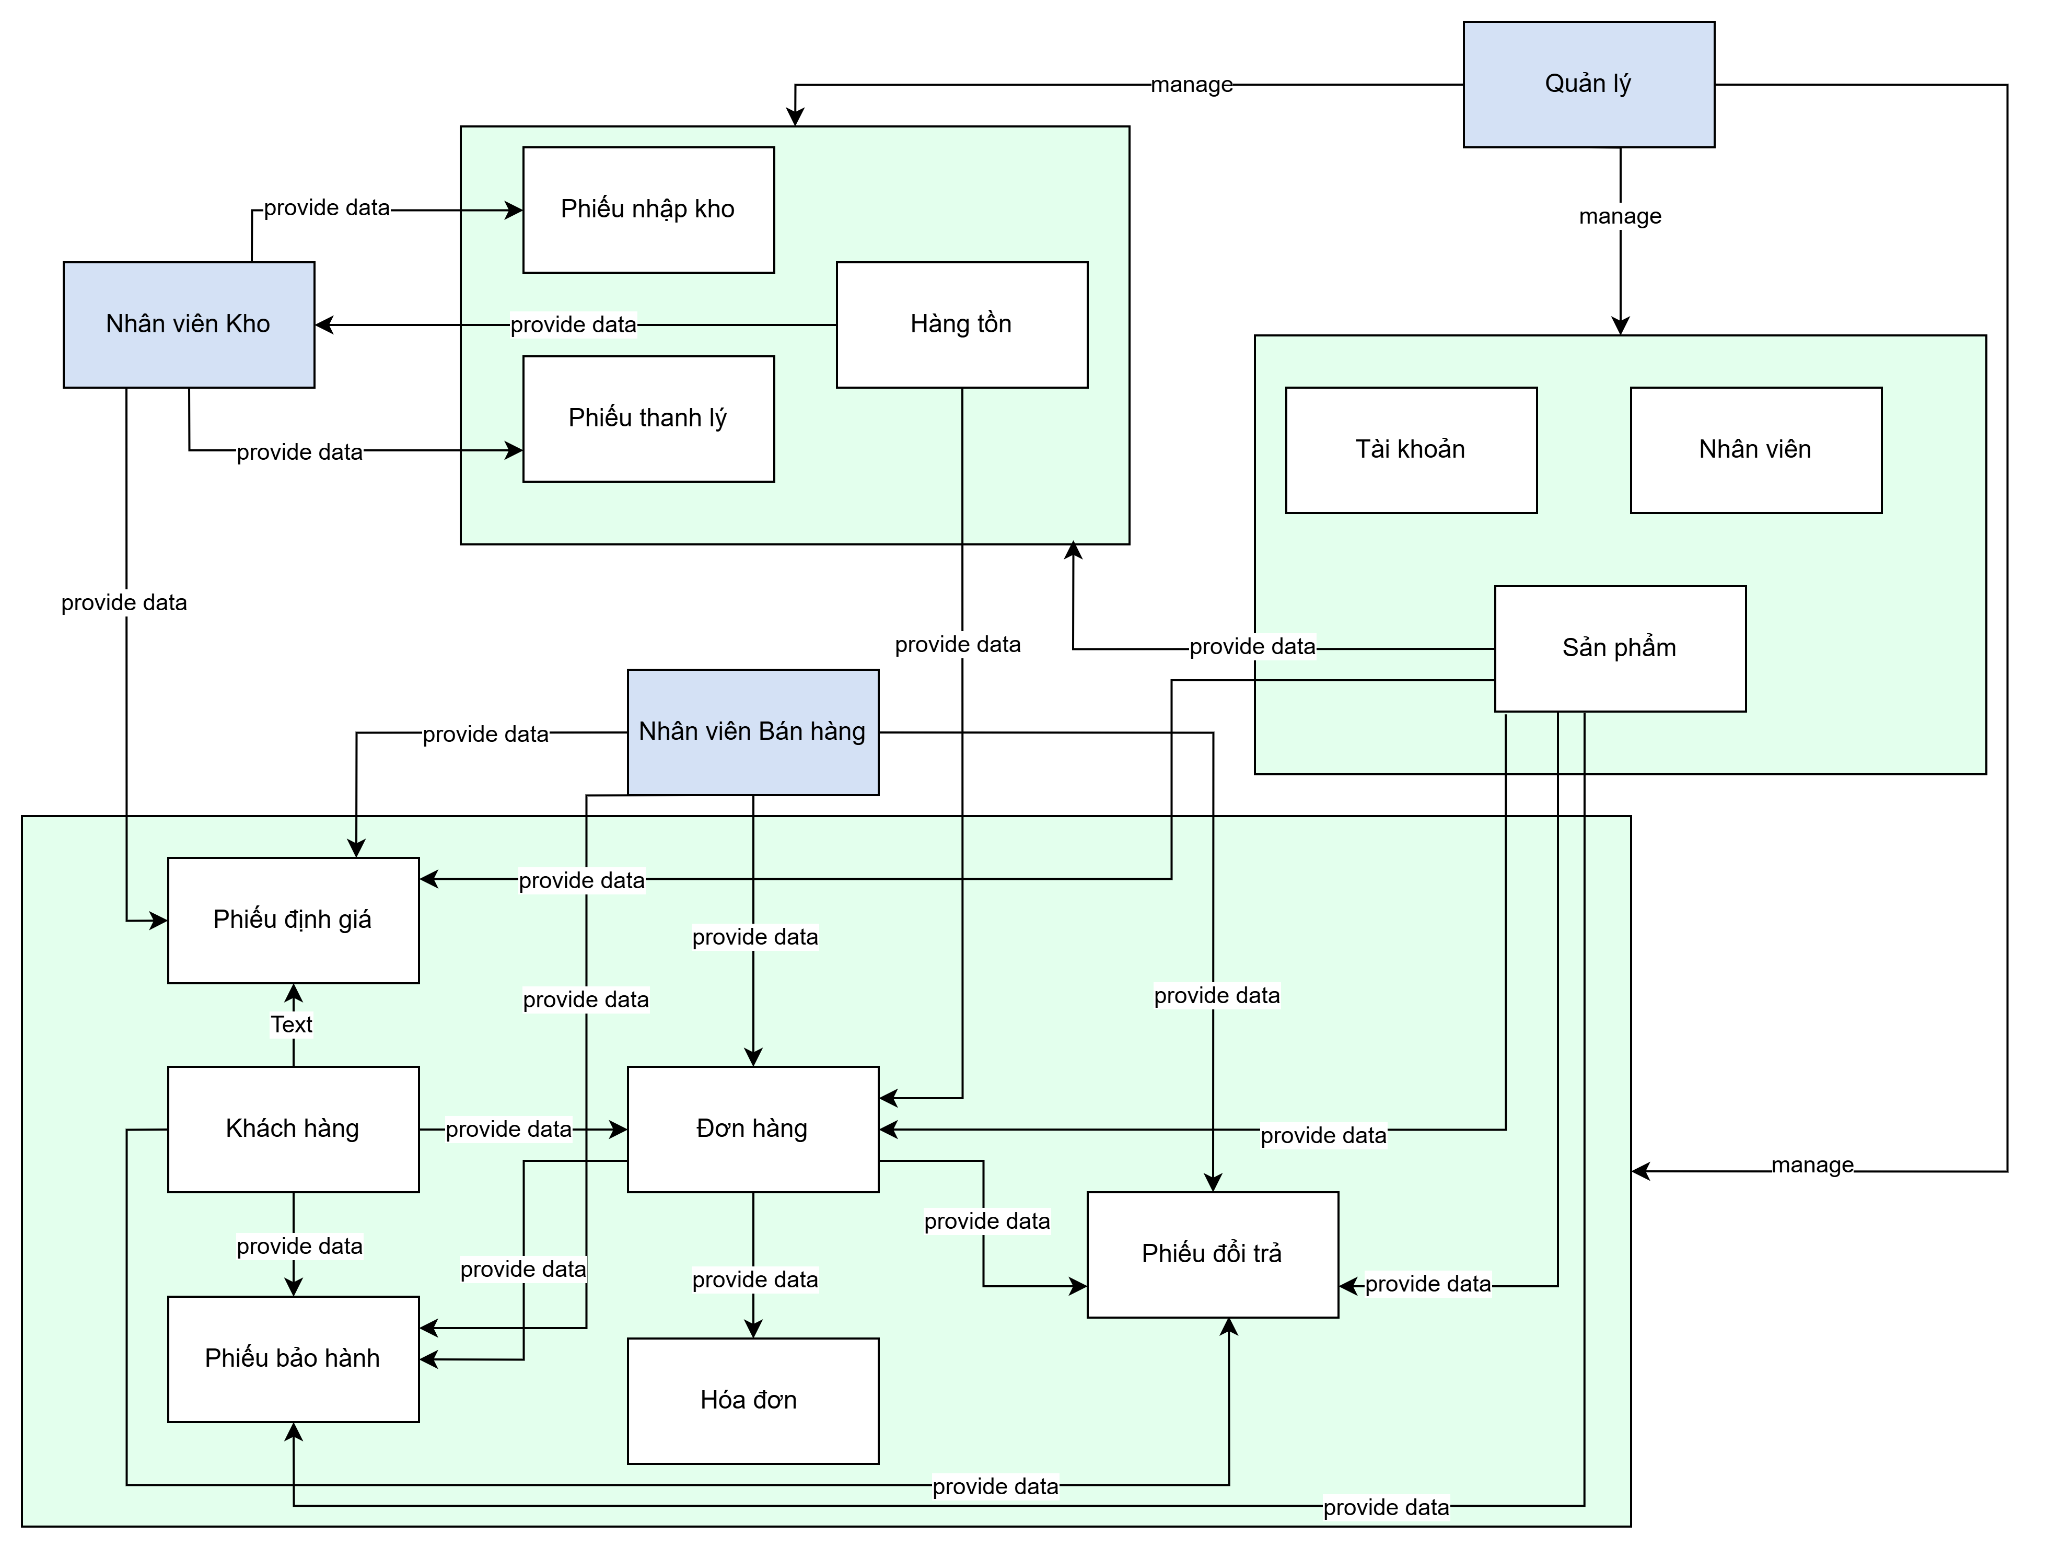 Quản lý
manage
provide data
Phiếu nhập kho
manage
Nhân viên Kho
provide data
Hàng tồn
Phiếu thanh lý
provide data
Tài khoản
Nhân viên
provide data
provide data
provide data
Sản phẩm
provide data
Nhân viên Bán hàng
provide data
Phiếu định giá
provide data
provide data
provide data
Text
Khách hàng
provide data
Đơn hàng
provide data
manage
provide data
provide data
provide data
provide data
Phiếu đổi trả
provide data
provide data
Phiếu bảo hành
Hóa đơn
provide data
provide data